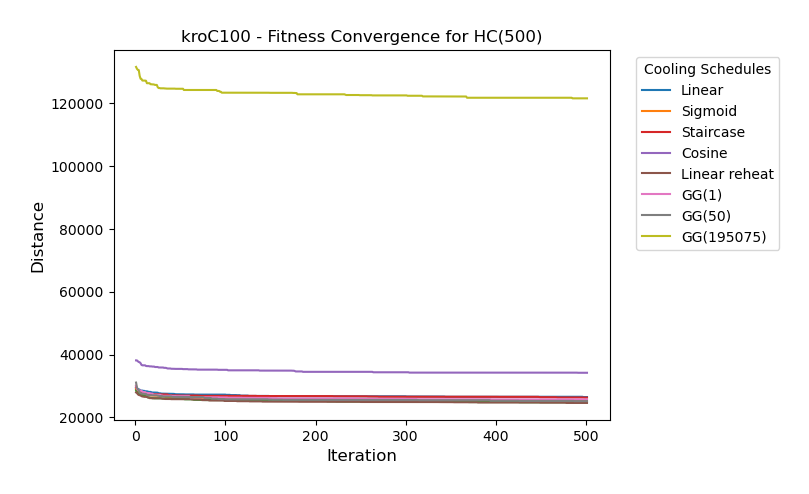 kroC100 - Fitness Convergence for HC(500)
Distance
120000
100000
80000
60000
40000
20000
0
100
200
300
400
500
Iteration
Cooling Schedules
Linear
Sigmoid
Staircase
Cosine
Linear reheat
GG(1)
GG(50)
GG(195075)